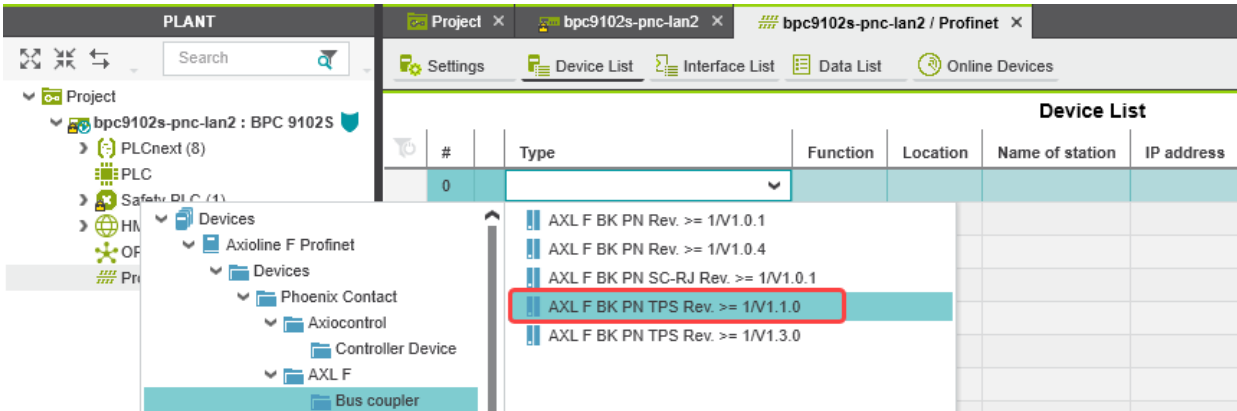 PLANT
Project × bpc9102s-pnc-lan2 × bpc9102s-pnc-lan2 / Profinet ×
Search
Settings Device List Interface List Data List Online Devices
Project
bpc9102s-pnc-lan2 : BPC 9102S
PLCnext (8)
PLC
Safety PLC (1)
Device List
# Type Function Location Name of station IP address
0
Devices
Axioline F Profinet
Devices
Phoenix Contact
Axiocontrol
Controller Device
AXL F
Bus coupler
AXL F BK PN Rev. >= 1/V1.0.1
AXL F BK PN Rev. >= 1/V1.0.4
AXL F BK PN SC-RJ Rev. >= 1/V1.0.1
AXL F BK PN TPS Rev. >= 1/V1.1.0
AXL F BK PN TPS Rev. >= 1/V1.3.0